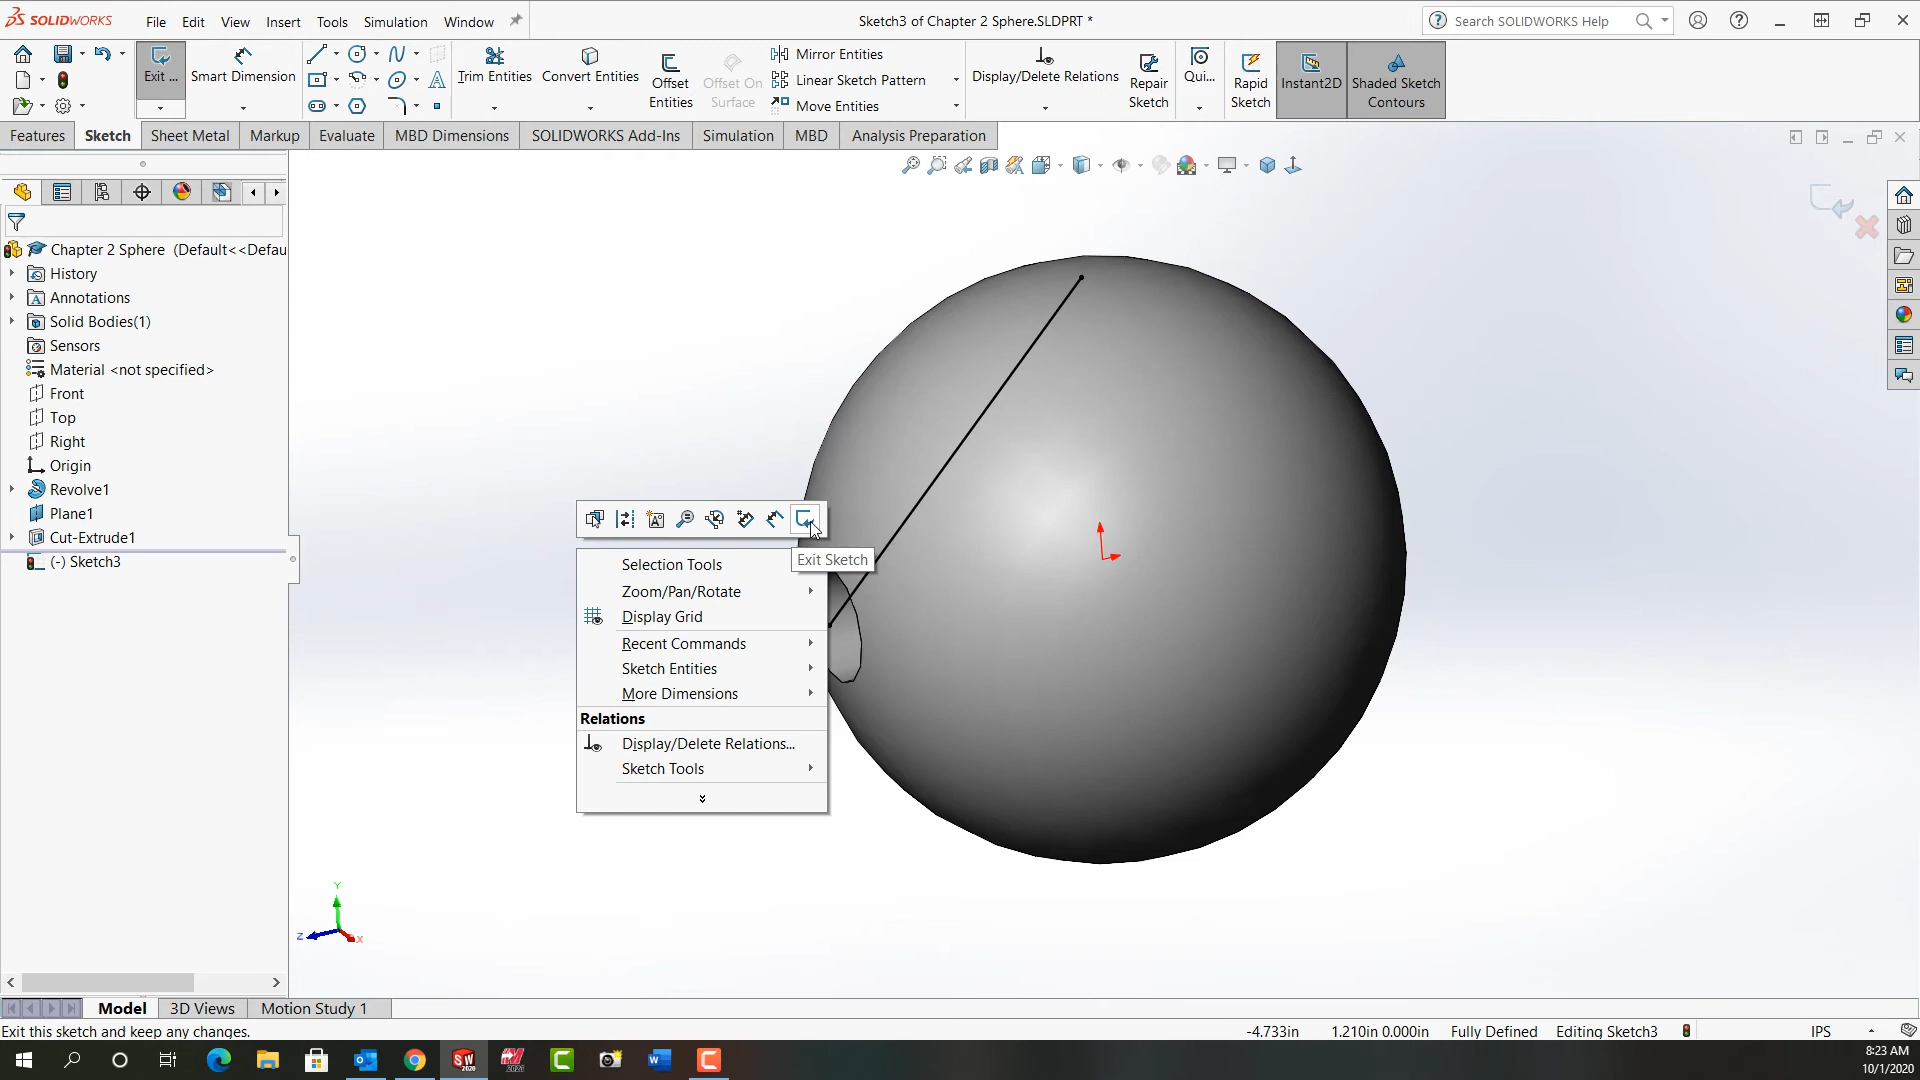 SOLIDWORKS File Edit View Insert Tools Simulation Window Sketch3 of Chapter 2 Sphere.SLDPRT * Search SOLIDWORKS Help
Exit ... Smart Dimension Trim Entities Convert Entities Offset Entities Offset On Surface Mirror Entities Display/Delete Relations Repair Sketch Qui... Rapid Sketch Instant2D Shaded Sketch Contours
Linear Sketch Pattern
Move Entities
Features Sketch Sheet Metal Markup Evaluate MBD Dimensions SOLIDWORKS Add-Ins Simulation MBD Analysis Preparation
Chapter 2 Sphere (Default<<Defau
History
Annotations
Solid Bodies(1)
Sensors
Material <not specified>
Front
Top
Right
Origin
Revolve1
Plane1
Cut-Extrude1
(-) Sketch3
Exit Sketch
Selection Tools
Zoom/Pan/Rotate
Display Grid
Recent Commands
Sketch Entities
More Dimensions
Relations
Display/Delete Relations...
Sketch Tools
Y
Z X
Model 3D Views Motion Study 1
Exit this sketch and keep any changes. -4.733in 1.210in 0.000in Fully Defined Editing Sketch3 IPS
8:23 AM
10/1/2020